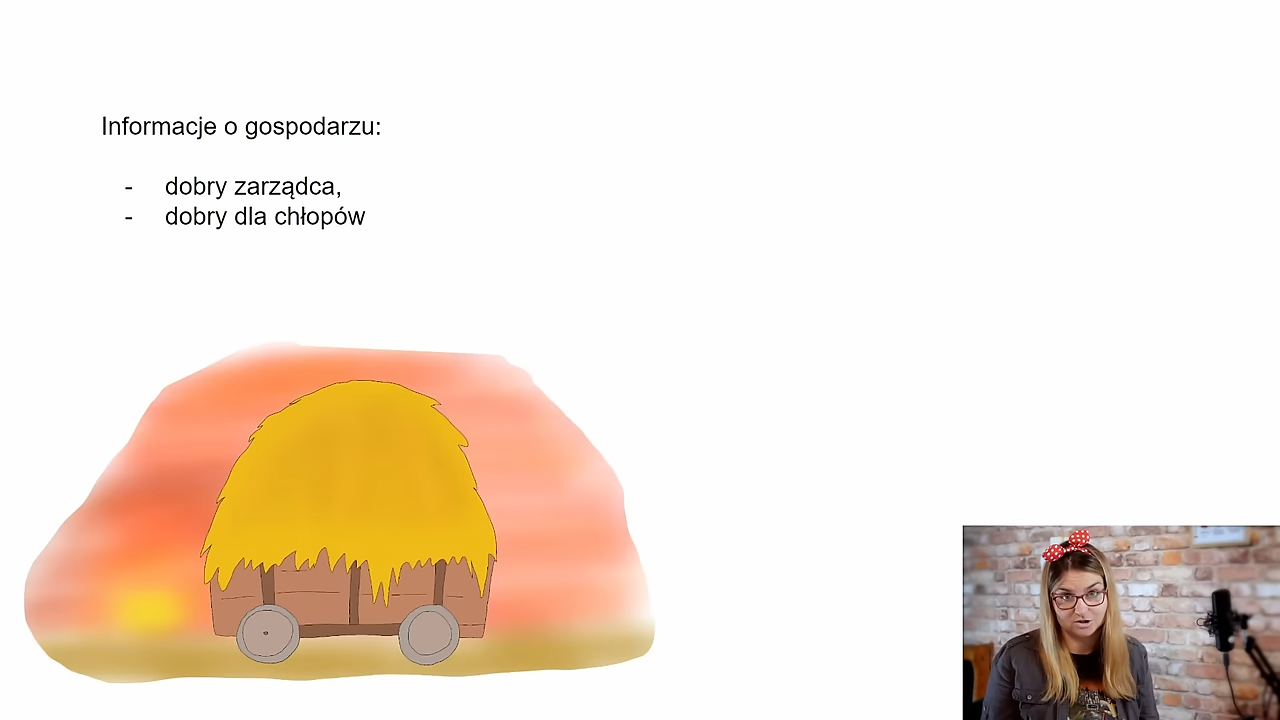 Informacje o gospodarzu:
- dobry zarządca,
- dobry dla chłopów